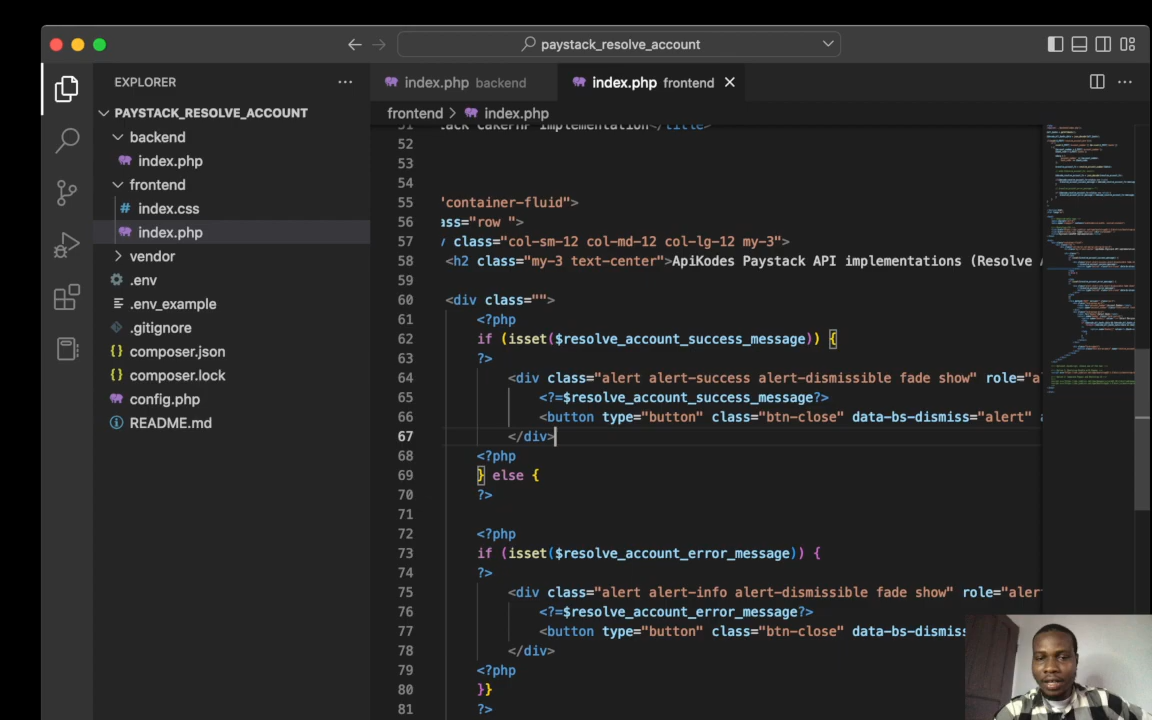 paystack_resolve_account
EXPLORER
PAYSTACK_RESOLVE_ACCOUNT
backend
index.php
frontend
index.css
index.php
vendor
.env
.env_example
.gitignore
composer.json
composer.lock
config.php
README.md
index.php backend
index.php frontend
frontend > index.php
52
53
54
55 'container-fluid">
56 ass="row ">
57 class="col-sm-12 col-md-12 col-lg-12 my-3">
58 <h2 class="my-3 text-center">ApiKodes Paystack API implementations (Resolve
59
60 <div class="">
61 <?php
62 if (isset($resolve_account_success_message)) {
63 ?>
64 <div class="alert alert-success alert-dismissible fade show" role="a
65 <?=$resolve_account_success_message?>
66 <button type="button" class="btn-close" data-bs-dismiss="alert" a
67 </div>
68 <?php
69 } else {
70 ?>
71
72 <?php
73 if (isset($resolve_account_error_message)) {
74 ?>
75 <div class="alert alert-info alert-dismissible fade show" role="aler
76 <?=$resolve_account_error_message?>
77 <button type="button" class="btn-close" data-bs-dismiss
78 </div>
79 <?php
80 }}
81 ?>